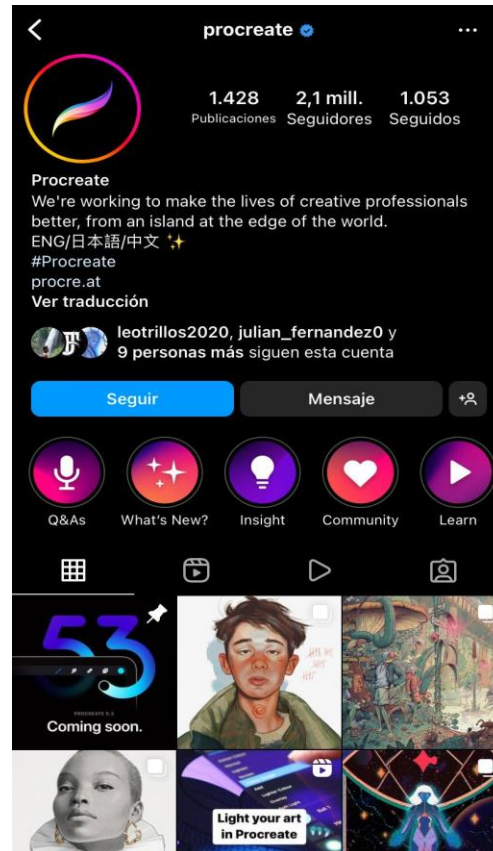 procreate
1.428 2,1 mill. 1.053
Publicaciones Seguidores Seguidos
Procreate
We're working to make the lives of creative professionals
better, from an island at the edge of the world.
ENG/日本語/中文 ✨
#Procreate
procre.at
Ver traducción
leotrillos2020, julian_fernandez0 y
9 personas más siguen esta cuenta
Seguir Mensaje
Q&As What's New? Insight Community Learn
53
PROCREATE 5.3
Coming soon.
Light your art
in Procreate